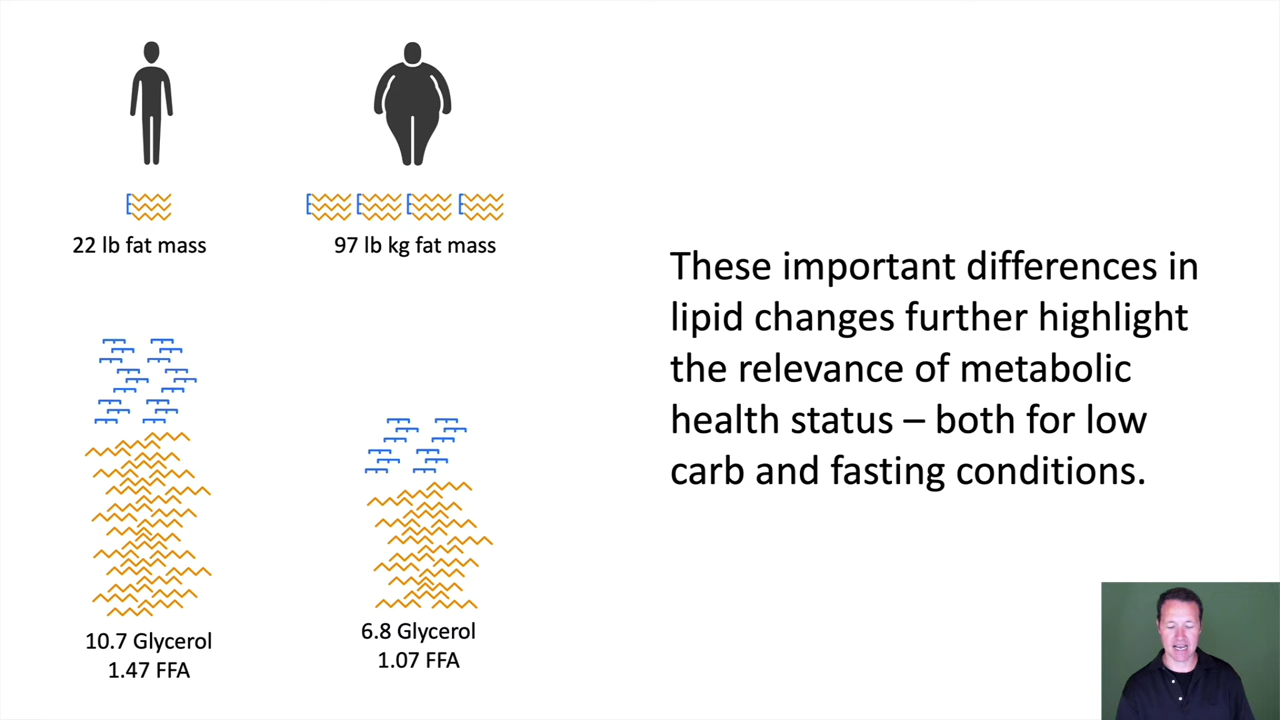 22 lb fat mass
97 lb kg fat mass
These important differences in
lipid changes further highlight
the relevance of metabolic
health status – both for low
carb and fasting conditions.
10.7 Glycerol
1.47 FFA
6.8 Glycerol
1.07 FFA